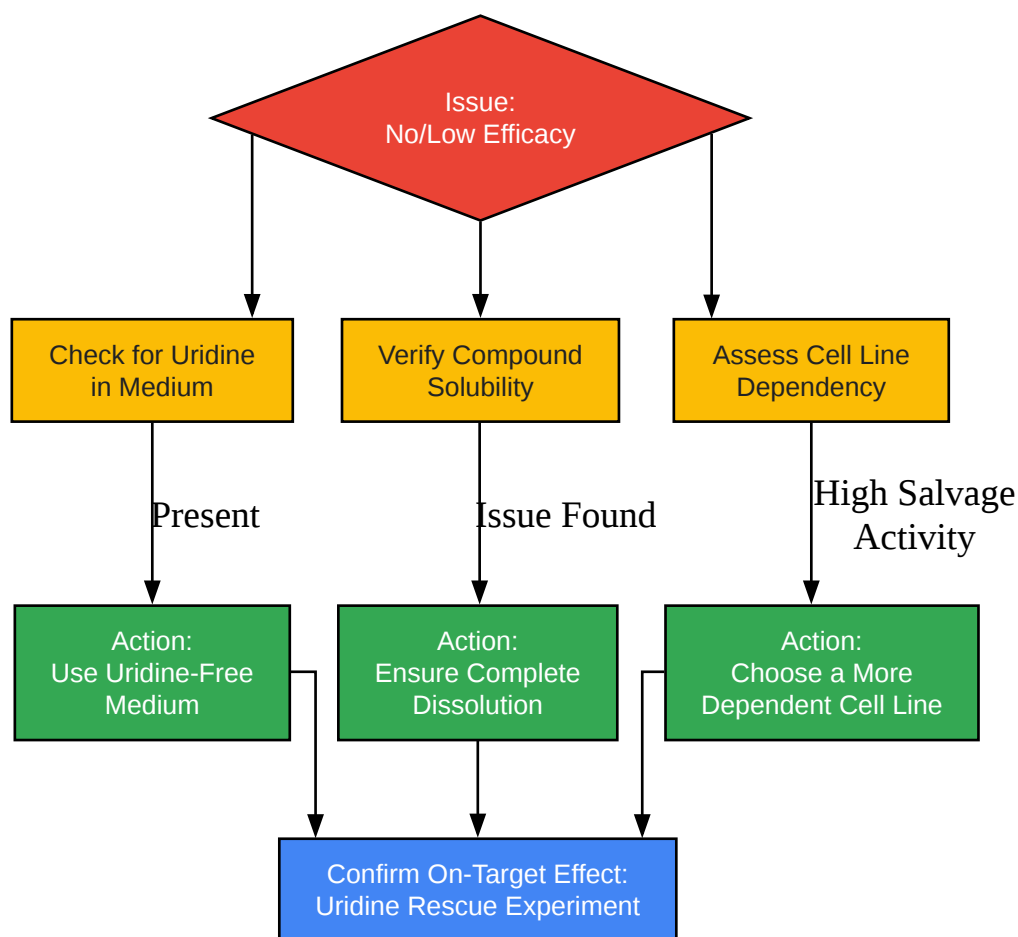 Issue:
No/Low Efficacy
Check for Uridine
in Medium
Verify Compound
Solubility
Assess Cell Line
Dependency
Present
Issue Found
High Salvage
Activity
Action:
Use Uridine-Free
Medium
Action:
Ensure Complete
Dissolution
Action:
Choose a More
Dependent Cell Line
Confirm On-Target Effect:
Uridine Rescue Experiment